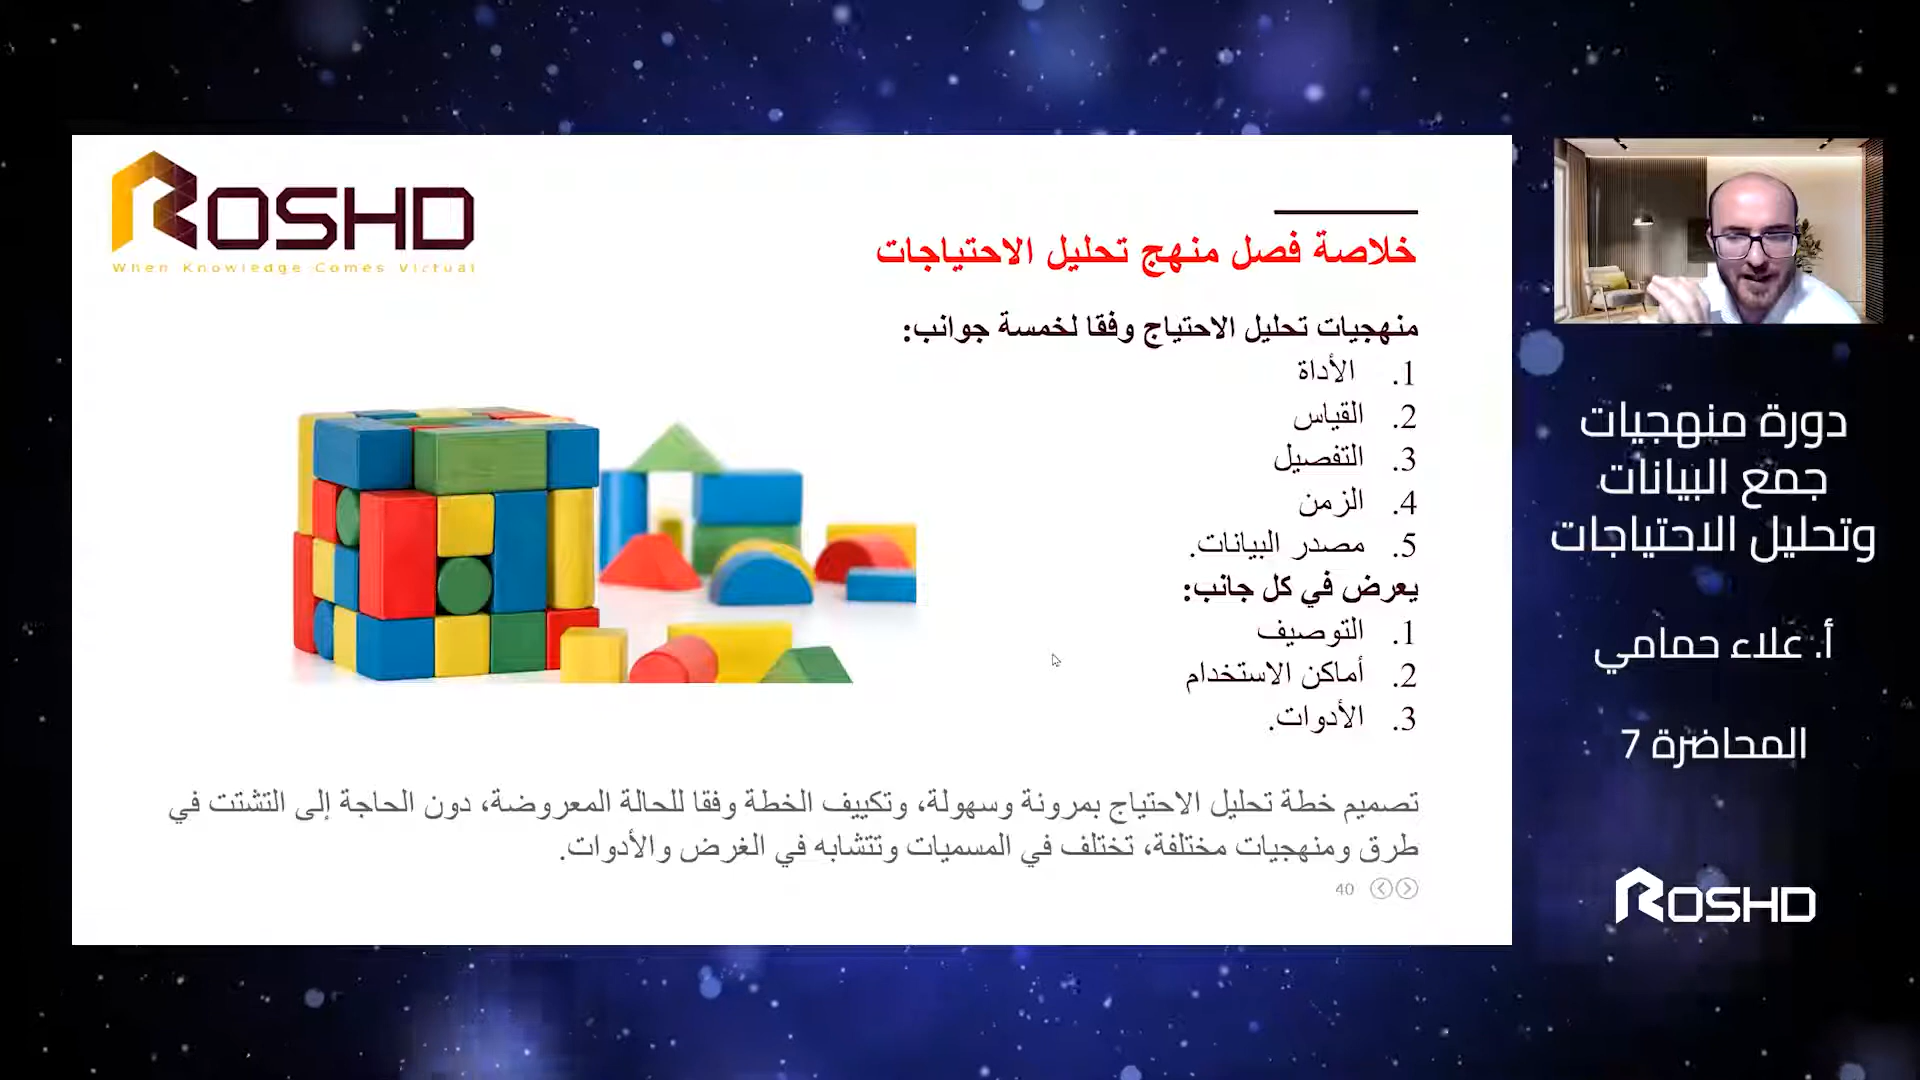 ROSHD
When Knowledge Comes Virtual
خلاصة فصل منهج تحليل الاحتياجات
منهجيات تحليل الاحتياج وفقا لخمسة جوانب:
1. الأداة
2. القياس
3. التفصيل
4. الزمن
5. مصدر البيانات.
يعرض في كل جانب:
1. التوصيف
2. أماكن الاستخدام
3. الأدوات.
تصميم خطة تحليل الاحتياج بمرونة وسهولة، وتكييف الخطة وفقا للحالة المعروضة، دون الحاجة إلى التشتت في
طرق ومنهجيات مختلفة، تختلف في المسميات وتتشابه في الغرض والأدوات.
40
دورة منهجيات
جمع البيانات
وتحليل الاحتياجات
أ. علاء حمامي
المحاضرة 7
ROSHD